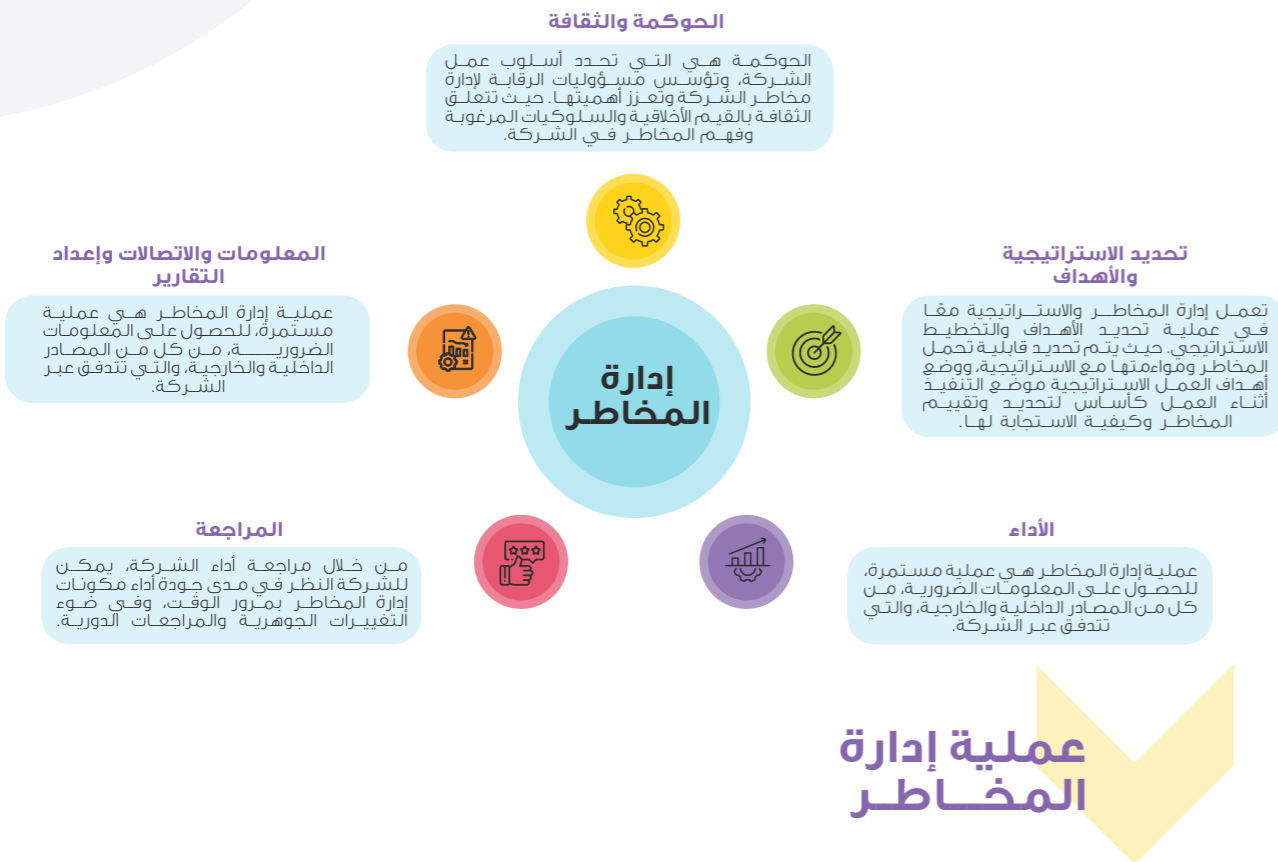 الحوكمة والثقافة
الحوكمة هي التي تحدد أسلوب عمل
الشركة، وتؤسس مسؤوليات الرقابة لإدارة
مخاطر الشركة وتعزز أهميتها. حيث تتعلق
الثقافة بالقيم الأخلاقية والسلوكيات المرغوبة
وفهم المخاطر في الشركة.
تحديد الاستراتيجية
والأهداف
تعمل إدارة المخاطر والاستراتيجية معًا
في عملية تحديد الأهداف والتخطيط
الاستراتيجي. حيث يتم تحديد قابلية تحمل
المخاطر ومواءمتها مع الاستراتيجية، ووضع
أهداف العمل الاستراتيجية موضع التنفيذ
أثناء العمل كأساس لتحديد وتقييم
المخاطر وكيفية الاستجابة لها.
المعلومات والاتصالات وإعداد
التقارير
عملية إدارة المخاطر هي عملية
مستمرة، للحصول على المعلومات
الضرورية، من كل من المصادر
الداخلية والخارجية، والتي تتدفق عبر
الشركة.
إدارة
المخاطر
الأداء
عملية إدارة المخاطر هي عملية مستمرة،
للحصول على المعلومات الضرورية، من
كل من المصادر الداخلية والخارجية، والتي
تتدفق عبر الشركة.
المراجعة
من خلال مراجعة أداء الشركة، يمكن
للشركة النظر في مدى جودة أداء مكونات
إدارة المخاطر بمرور الوقت، وفي ضوء
التغييرات الجوهرية والمراجعات الدورية.
عملية إدارة
المخاطر